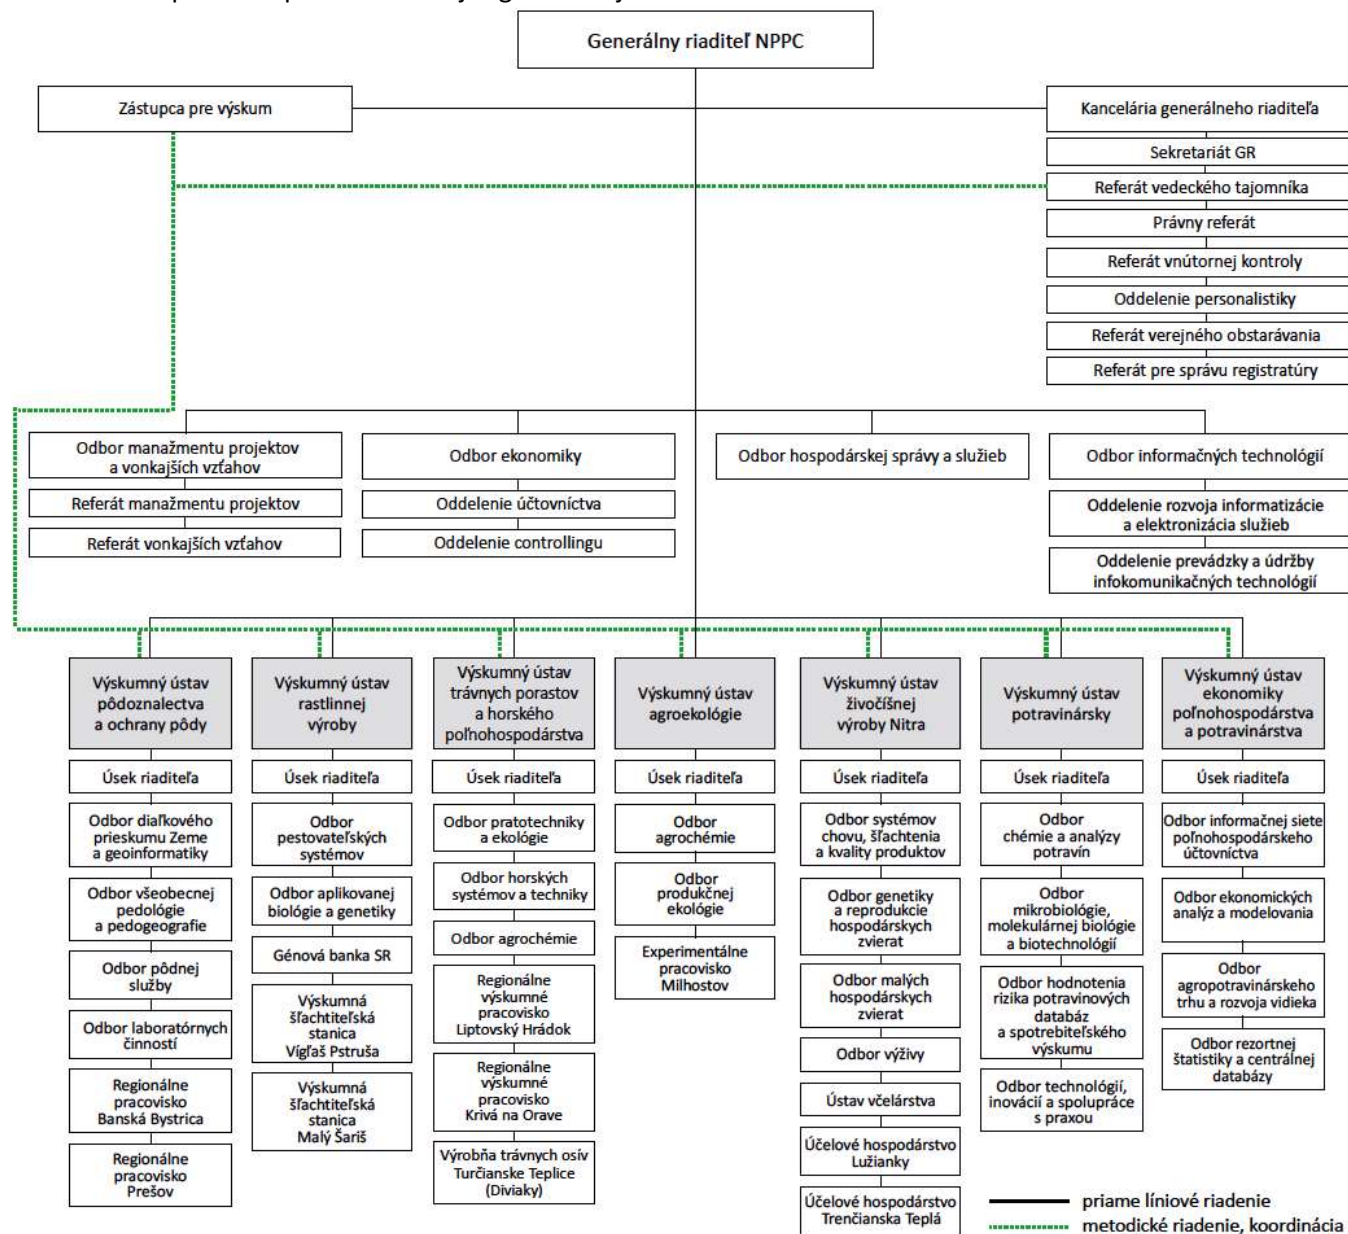 Generálny riaditeľ NPPC
Zástupca pre výskum
Kancelária generálneho riaditeľa
Sekretariát GR
Referát vedeckého tajomníka
Právny referát
Referát vnútornej kontroly
Oddelenie personalistiky
Referát verejného obstarávania
Referát pre správu registratúry
Odbor manažmentu projektov
a vonkajších vzťahov
Referát manažmentu projektov
Referát vonkajších vzťahov
Odbor ekonomiky
Oddelenie účtovníctva
Oddelenie controllingu
Odbor hospodárskej správy a služieb
Odbor informačných technológií
Oddelenie rozvoja informatizácie
a elektronizácia služieb
Oddelenie prevádzky a údržby
infokomunikačných technológií
Výskumný ústav
pôdoznalectva
a ochrany pôdy
Úsek riaditeľa
Odbor diaľkového
prieskumu Zeme
a geoinformatiky
Odbor všeobecnej
pedológie
a pedogeografie
Odbor pôdnej
služby
Odbor laboratórnych
činností
Regionálne
pracovisko
Banská Bystrica
Regionálne
pracovisko
Prešov
Výskumný ústav
rastlinnej
výroby
Úsek riaditeľa
Odbor
pestovateľských
systémov
Odbor aplikovanej
biológie a genetiky
Génová banka SR
Výskumná
šľachtiteľská
stanica
Vígľaš Pstruša
Výskumná
šľachtiteľská
stanica
Malý Šariš
Výskumný ústav
trávnych porastov
a horského
poľnohospodárstva
Úsek riaditeľa
Odbor pratotechniky
a ekológie
Odbor horských
systémov a techniky
Odbor agrochémie
Regionálne
výskumné
pracovisko
Liptovský Hrádok
Regionálne
výskumné
pracovisko
Krivá na Orave
Výrobňa trávnych osív
Turčianske Teplice
(Diviaky)
Výskumný ústav
agroekológie
Úsek riaditeľa
Odbor
agrochémie
Odbor
produkčnej
ekológie
Experimentálne
pracovisko
Milhostov
Výskumný ústav
živočíšnej
výroby Nitra
Úsek riaditeľa
Odbor systémov
chovu, šľachtenia
a kvality produktov
Odbor genetiky
a reprodukcie
hospodárskych
zvierat
Odbor malých
hospodárskych
zvierat
Odbor výživy
Ústav včelárstva
Účelové hospodárstvo
Lužianky
Účelové hospodárstvo
Trenčianska Teplá
Výskumný ústav
potravinársky
Úsek riaditeľa
Odbor
chémie a analýzy
potravín
Odbor
mikrobiológie,
molekulárnej biológie
a biotechnológií
Odbor hodnotenia
rizika potravinových
databáz
a spotrebiteľského
výskumu
Odbor technológií,
inovácií a spolupráce
s praxou
Výskumný ústav
ekonomiky
poľnohospodárstva
a potravinárstva
Úsek riaditeľa
Odbor informačnej siete
poľnohospodárskeho
účtovníctva
Odbor ekonomických
analýz a modelovania
Odbor
agropotravinárskeho
trhu a rozvoja vidieka
Odbor rezortnej
štatistiky a centrálnej
databázy
priame líniové riadenie
metodické riadenie, koordinácia